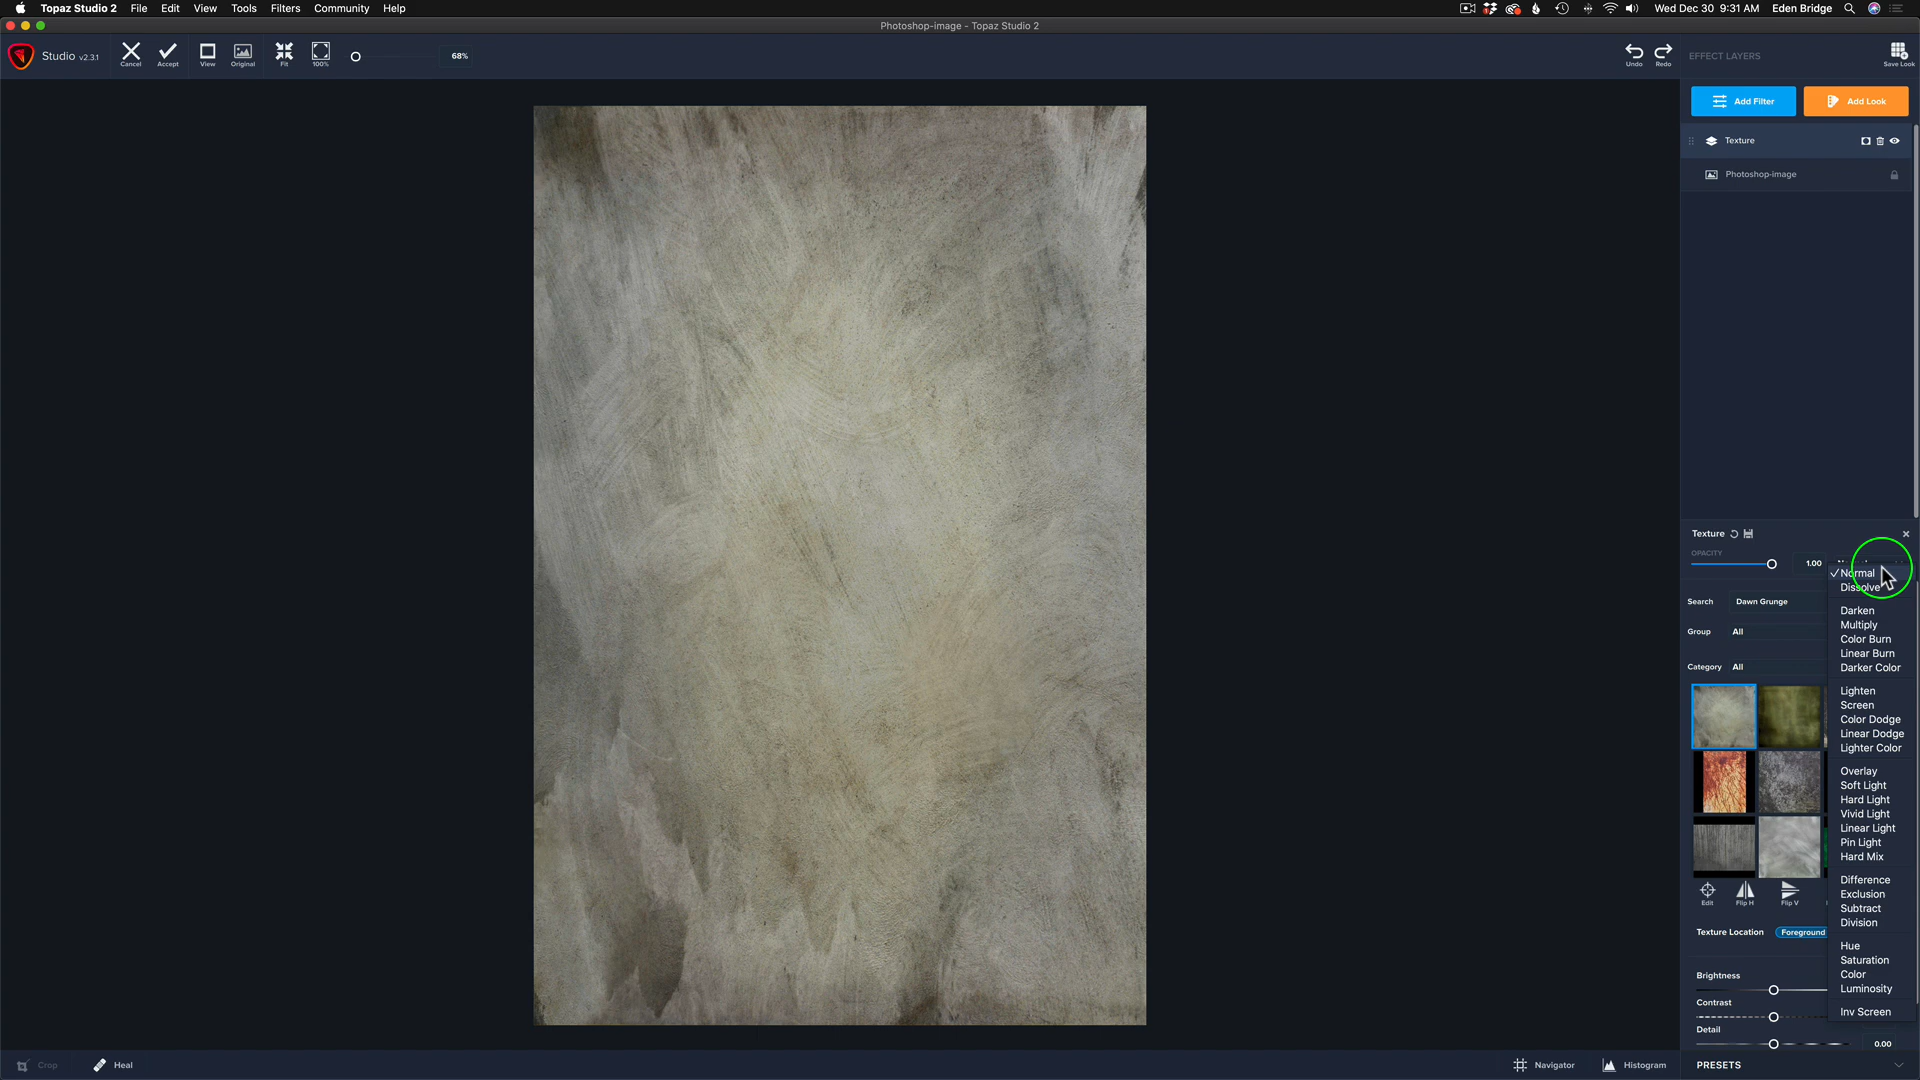 Topaz Studio 2 File Edit View Tools Filters Community Help
Wed Dec 30 9:31 AM Eden Bridge
Photoshop-image - Topaz Studio 2
Studio v2.3.1
Cancel
Accept
View
Original
Fit
100%
68%
Undo
Redo
EFFECT LAYERS
Save Look
Add Filter
Add Look
Texture
Photoshop-image
Texture
OPACITY
1.00
Normal
Dissolve
Search Dawn Grunge
Darken
Multiply
Group All
Color Burn
Linear Burn
Category All
Darker Color
Lighten
Screen
Color Dodge
Linear Dodge
Lighter Color
Overlay
Soft Light
Hard Light
Vivid Light
Linear Light
Pin Light
Hard Mix
Difference
Exclusion
Subtract
Division
Edit
Flip H
Flip V
Texture Location Foreground
Hue
Saturation
Color
Luminosity
Inv Screen
Brightness
Contrast
Detail
0.00
Crop
Heal
Navigator
Histogram
PRESETS